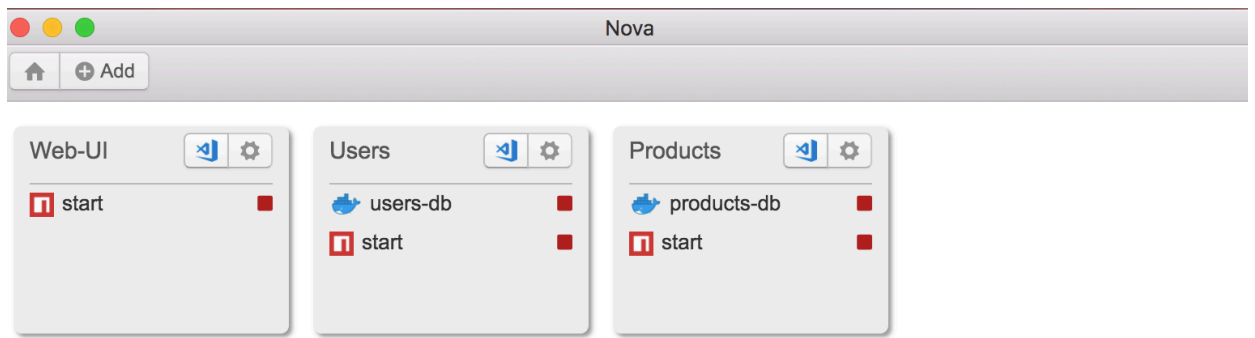 Nova
Add
Web-UI
start
Users
users-db
start
Products
products-db
start